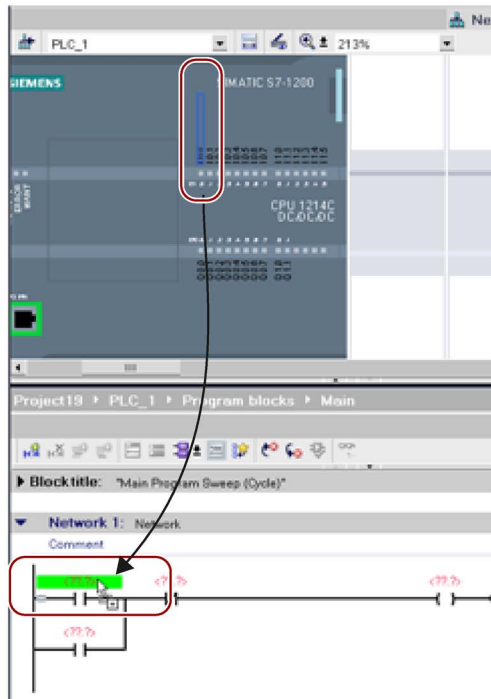 Ne
PLC_1
213%
SIEMENS
SIMATIC S7-1200
CPU 1214C
DC/DC/DC
Project19 PLC_1 Program blocks Main
Block title: "Main Program Sweep (Cycle)"
Network 1: Network
Comment
<??.?> <??.?> <??.?>
<??.?>